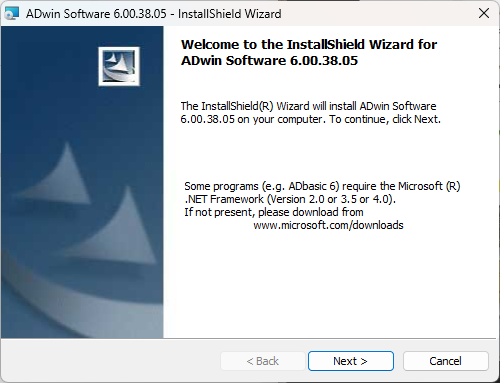 ADwin Software 6.00.38.05 - InstallShield Wizard
Welcome to the InstallShield Wizard for
ADwin Software 6.00.38.05
The InstallShield(R) Wizard will install ADwin Software
6.00.38.05 on your computer. To continue, click Next.
Some programs (e.g. ADbasic 6) require the Microsoft (R)
.NET Framework (Version 2.0 or 3.5 or 4.0).
If not present, please download from
www.microsoft.com/downloads
< Back
Next >
Cancel